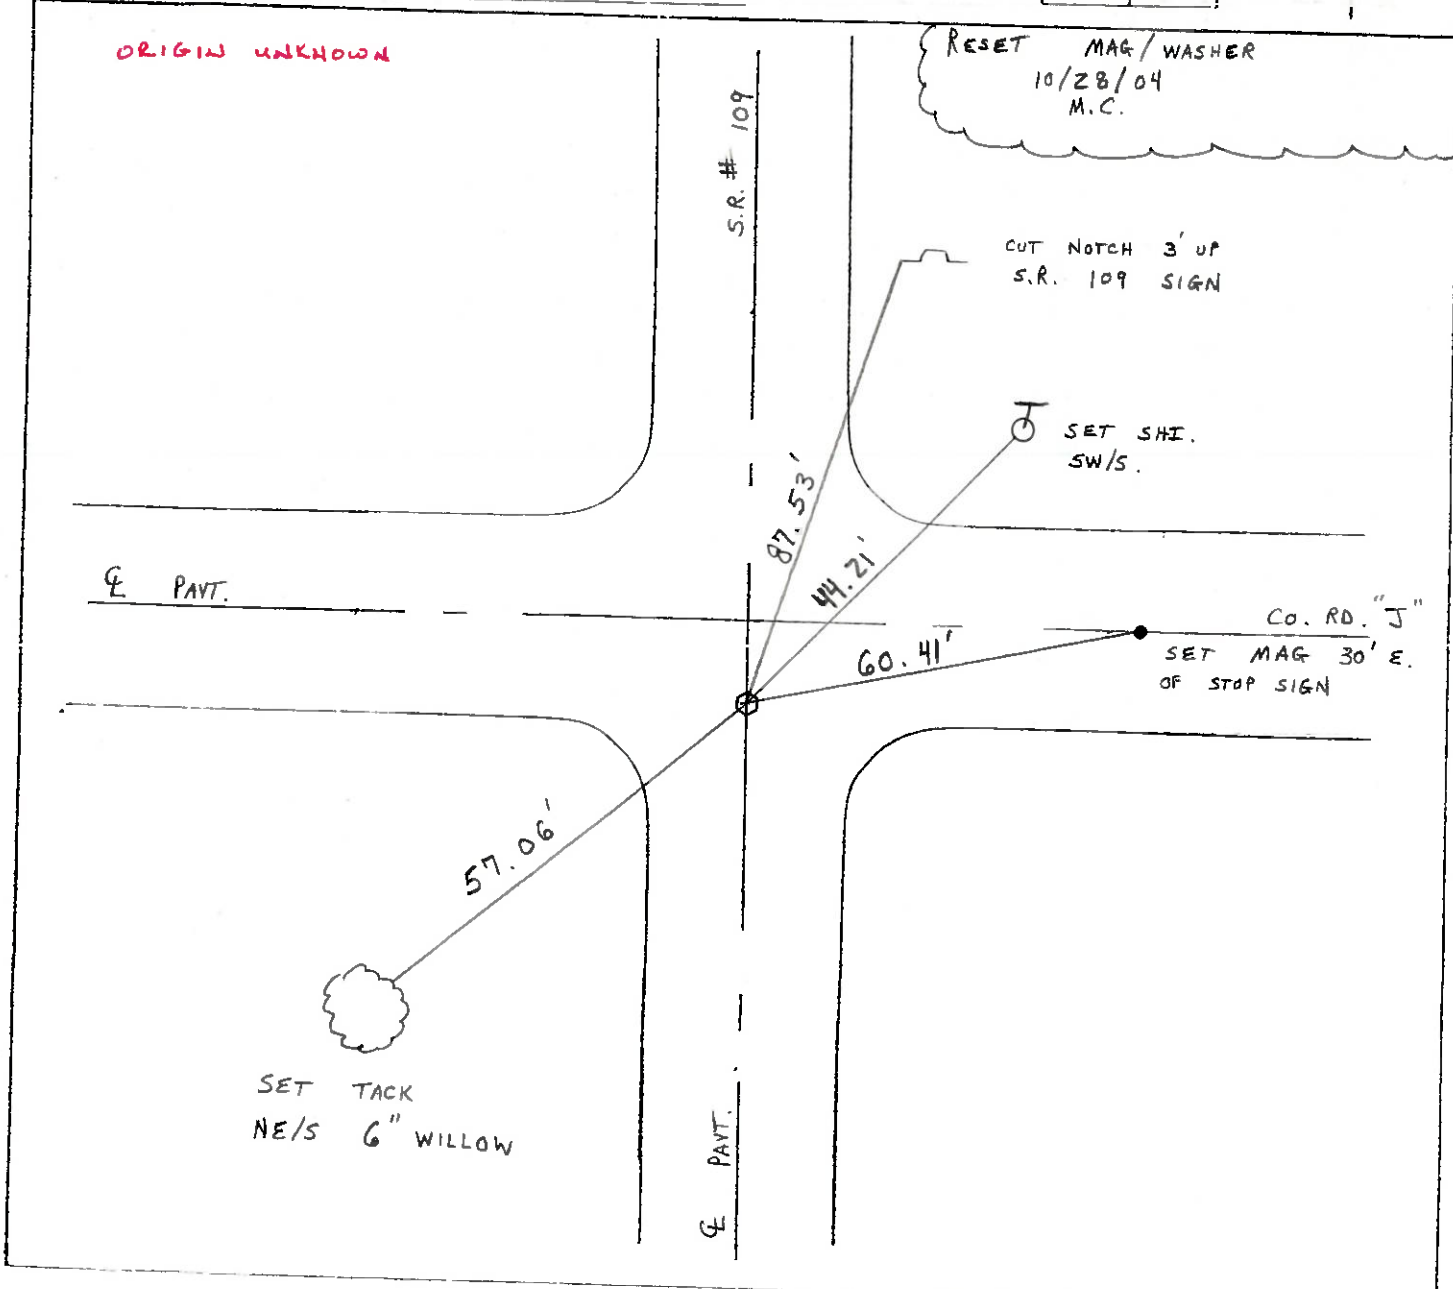 ORIGIN UNKNOWN
RESET MAG/WASHER
10/28/04
M.C.
S.R. # 109
CUT NOTCH 3' UP
S.R. 109 SIGN
SET SHI.
SW/S.
87.53'
44.21'
℄ PAVT.
CO. RD. "J"
60.41'
SET MAG 30' E.
OF STOP SIGN
57.06'
SET TACK
NE/S 6" WILLOW
℄ PAVT.